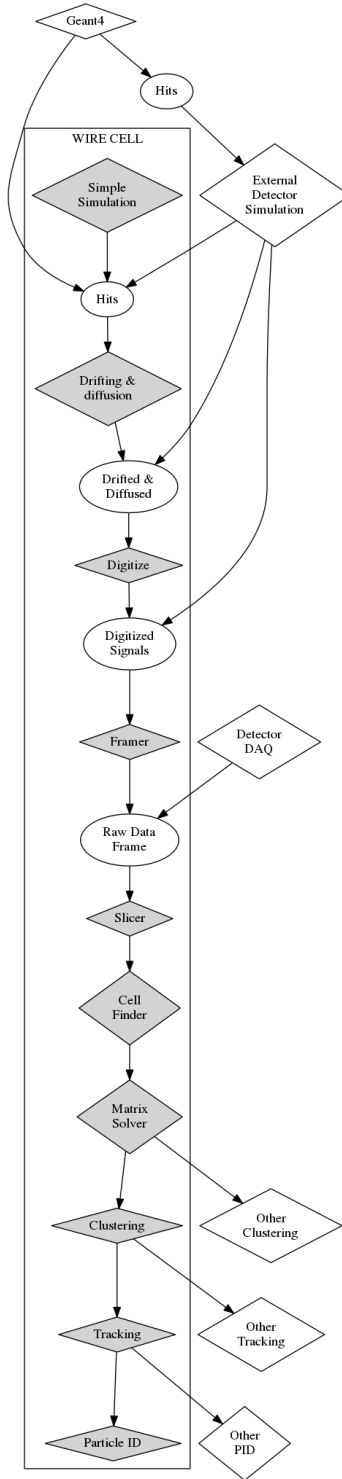 Geant4
Hits
WIRE CELL
Simple
Simulation
External
Detector
Simulation
Hits
Drifting &
diffusion
Drifted &
Diffused
Digitize
Digitized
Signals
Framer
Detector
DAQ
Raw Data
Frame
Slicer
Cell
Finder
Matrix
Solver
Clustering
Other
Clustering
Tracking
Other
Tracking
Particle ID
Other
PID